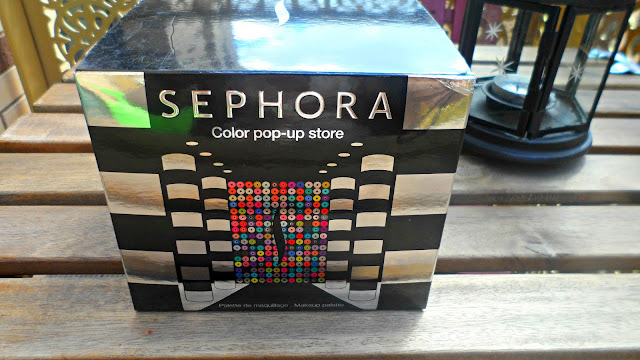 SEPHORA
Color pop-up store
Palette de maquillage . Makeup palette